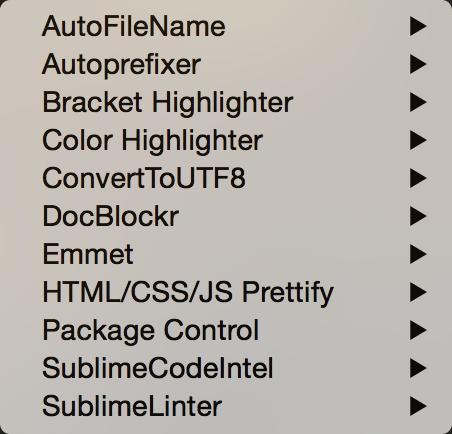 AutoFileName
Autoprefixer
Bracket Highlighter
Color Highlighter
ConvertToUTF8
DocBlockr
Emmet
HTML/CSS/JS Prettify
Package Control
SublimeCodeIntel
SublimeLinter